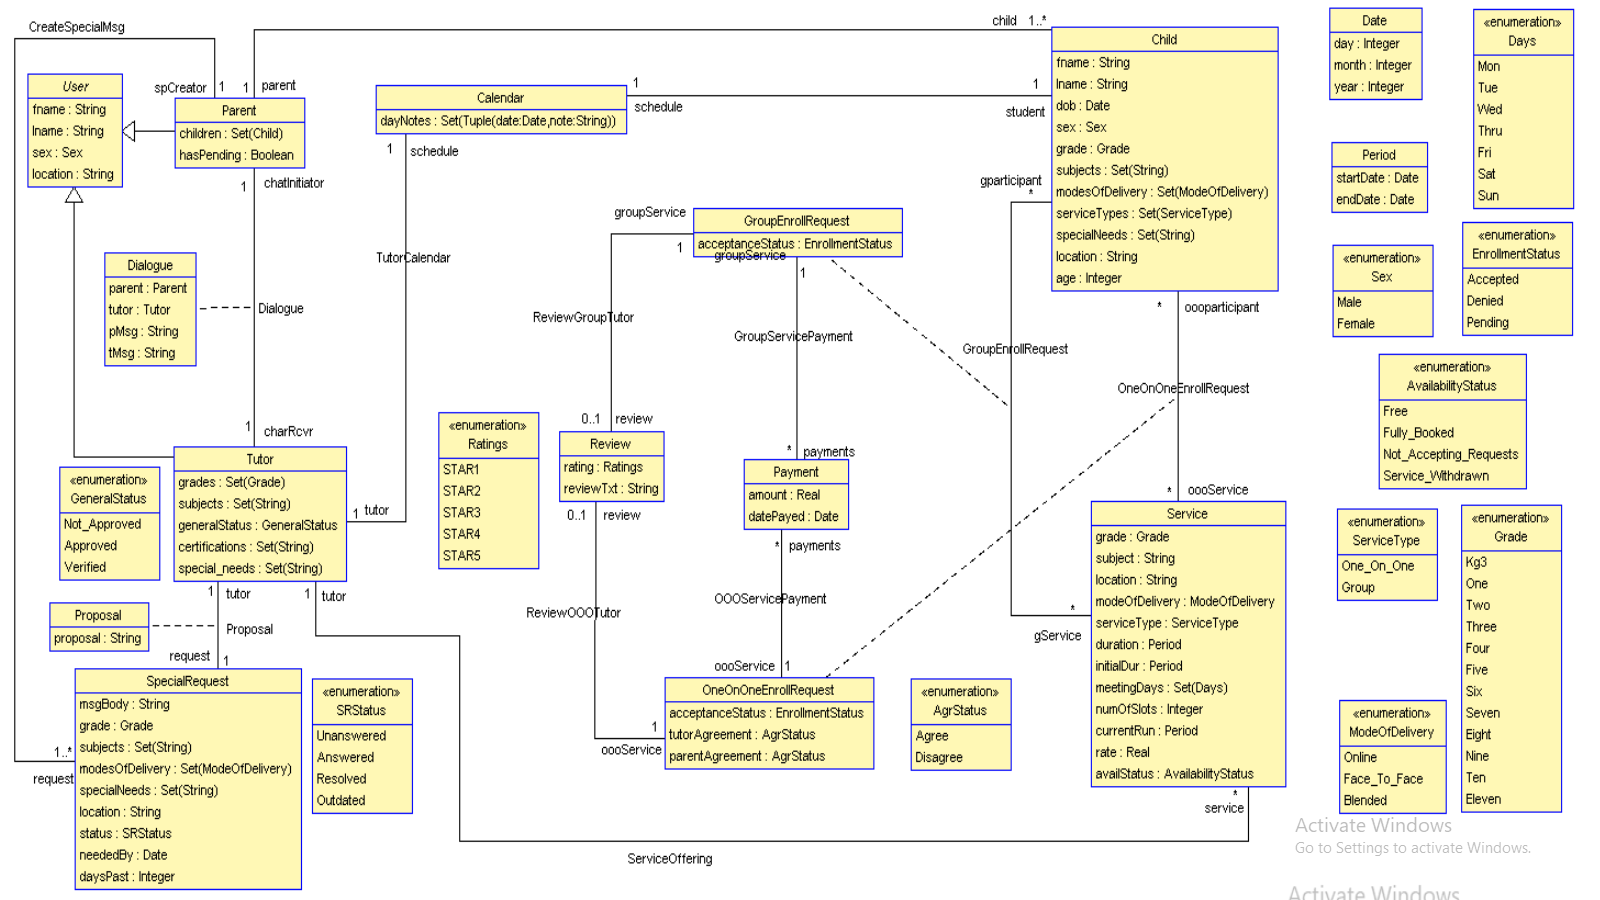 CreateSpecialMsg
spCreator
1
1
parent
child
1..*
User
fname : String
lname : String
sex : Sex
location : String
Parent
children : Set(Child)
hasPending : Boolean
1
chatInitiator
Calendar
dayNotes : Set(Tuple(date:Date,note:String))
1
schedule
1
student
1
schedule
TutorCalendar
Child
fname : String
lname : String
dob : Date
sex : Sex
grade : Grade
subjects : Set(String)
modesOfDelivery : Set(ModeOfDelivery)
serviceTypes : Set(ServiceType)
specialNeeds : Set(String)
location : String
age : Integer
gparticipant
*
*
oooparticipant
Date
day : Integer
month : Integer
year : Integer
«enumeration»
Days
Mon
Tue
Wed
Thru
Fri
Sat
Sun
Period
startDate : Date
endDate : Date
«enumeration»
Sex
Male
Female
«enumeration»
EnrollmentStatus
Accepted
Denied
Pending
«enumeration»
AvailabilityStatus
Free
Fully_Booked
Not_Accepting_Requests
Service_Withdrawn
groupService
1
GroupEnrollRequest
acceptanceStatus : EnrollmentStatus
groupService
1
Dialogue
parent : Parent
tutor : Tutor
pMsg : String
tMsg : String
Dialogue
ReviewGroupTutor
GroupServicePayment
GroupEnrollRequest
OneOnOneEnrollRequest
1
charRcvr
Tutor
grades : Set(Grade)
subjects : Set(String)
generalStatus : GeneralStatus
certifications : Set(String)
special_needs : Set(String)
1
tutor
«enumeration»
GeneralStatus
Not_Approved
Approved
Verified
«enumeration»
Ratings
STAR1
STAR2
STAR3
STAR4
STAR5
0..1
review
Review
rating : Ratings
reviewTxt : String
0..1
review
*
payments
Payment
amount : Real
datePayed : Date
*
payments
*
oooService
Service
grade : Grade
subject : String
location : String
modeOfDelivery : ModeOfDelivery
serviceType : ServiceType
duration : Period
initialDur : Period
meetingDays : Set(Days)
numOfSlots : Integer
currentRun : Period
rate : Real
availStatus : AvailabilityStatus
*
gService
*
service
«enumeration»
ServiceType
One_On_One
Group
«enumeration»
Grade
Kg3
One
Two
Three
Four
Five
Six
Seven
Eight
Nine
Ten
Eleven
«enumeration»
ModeOfDelivery
Online
Face_To_Face
Blended
1
tutor
1
tutor
Proposal
proposal : String
Proposal
request
1
ReviewOOOTutor
OOOServicePayment
oooService
1
SpecialRequest
msgBody : String
grade : Grade
subjects : Set(String)
modesOfDelivery : Set(ModeOfDelivery)
specialNeeds : Set(String)
location : String
status : SRStatus
neededBy : Date
daysPast : Integer
1..*
request
«enumeration»
SRStatus
Unanswered
Answered
Resolved
Outdated
OneOnOneEnrollRequest
acceptanceStatus : EnrollmentStatus
tutorAgreement : AgrStatus
parentAgreement : AgrStatus
1
oooService
«enumeration»
AgrStatus
Agree
Disagree
ServiceOffering
Activate Windows
Go to Settings to activate Windows.
Activate Windows